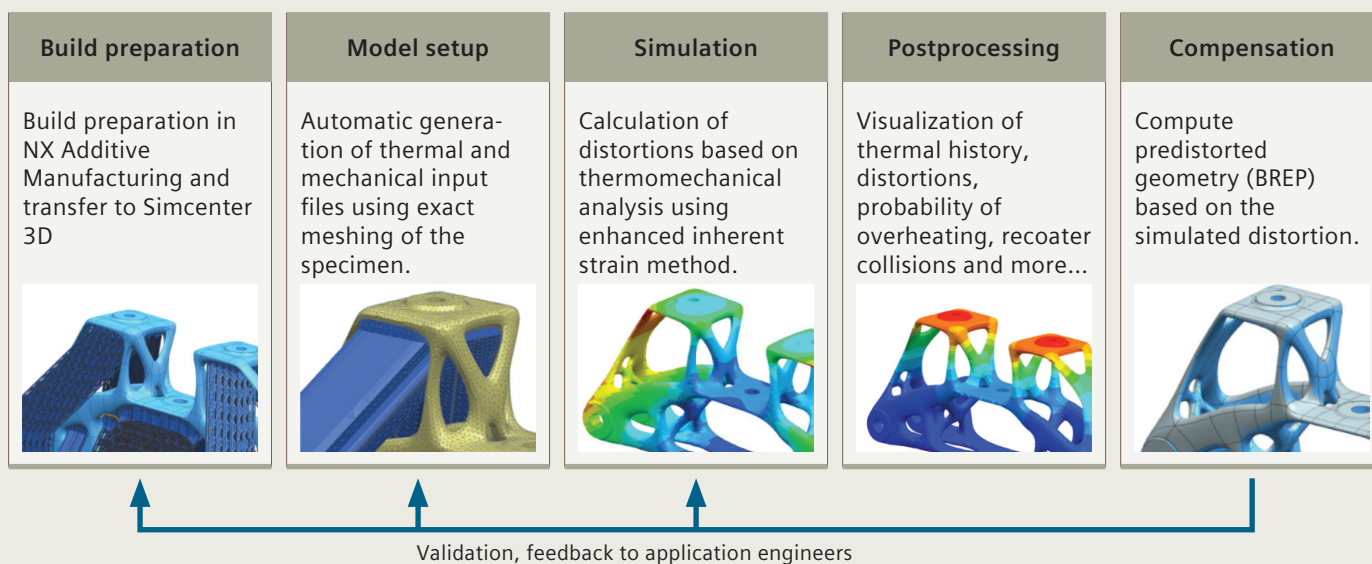 Build preparation
Build preparation in
NX Additive
Manufacturing and
transfer to Simcenter
3D
Model setup
Automatic genera-
tion of thermal and
mechanical input
files using exact
meshing of the
specimen.
Simulation
Calculation of
distortions based on
thermomechanical
analysis using
enhanced inherent
strain method.
Postprocessing
Visualization of
thermal history,
distortions,
probability of
overheating, recoater
collisions and more...
Compensation
Compute
predistorted
geometry (BREP)
based on the
simulated distortion.
Validation, feedback to application engineers